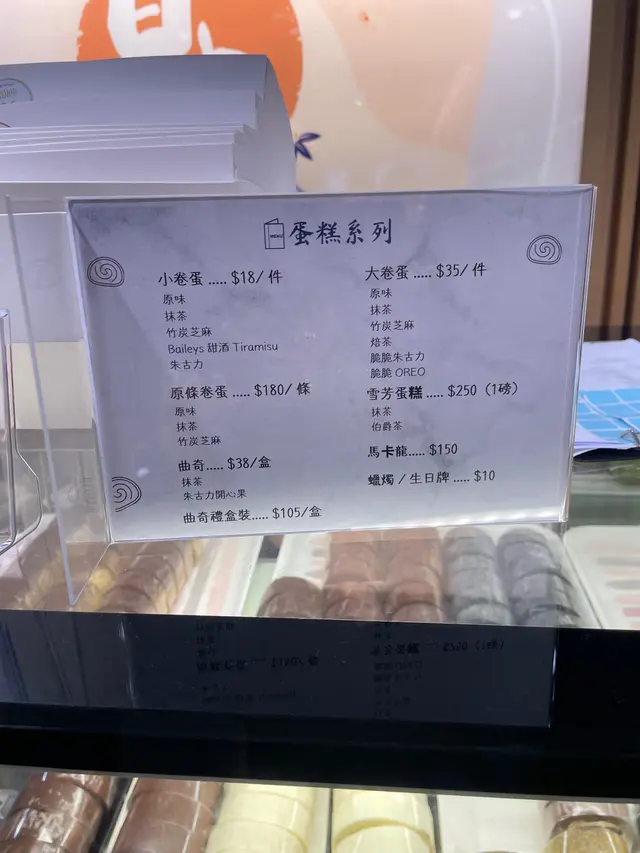 MENU
蛋糕系列
小卷蛋 ..... $18/ 件
原味
抹茶
竹炭芝麻
Baileys 甜酒 Tiramisu
朱古力
原條卷蛋 ..... $180/ 條
原味
抹茶
竹炭芝麻
曲奇..... $38/盒
抹茶
朱古力開心果
曲奇禮盒裝..... $105/盒
大卷蛋 ..... $35/ 件
原味
抹茶
竹炭芝麻
焙茶
脆脆朱古力
脆脆 OREO
雪芳蛋糕 ..... $250（1磅）
抹茶
伯爵茶
馬卡龍..... $150
蠟燭 / 生日牌 ..... $10